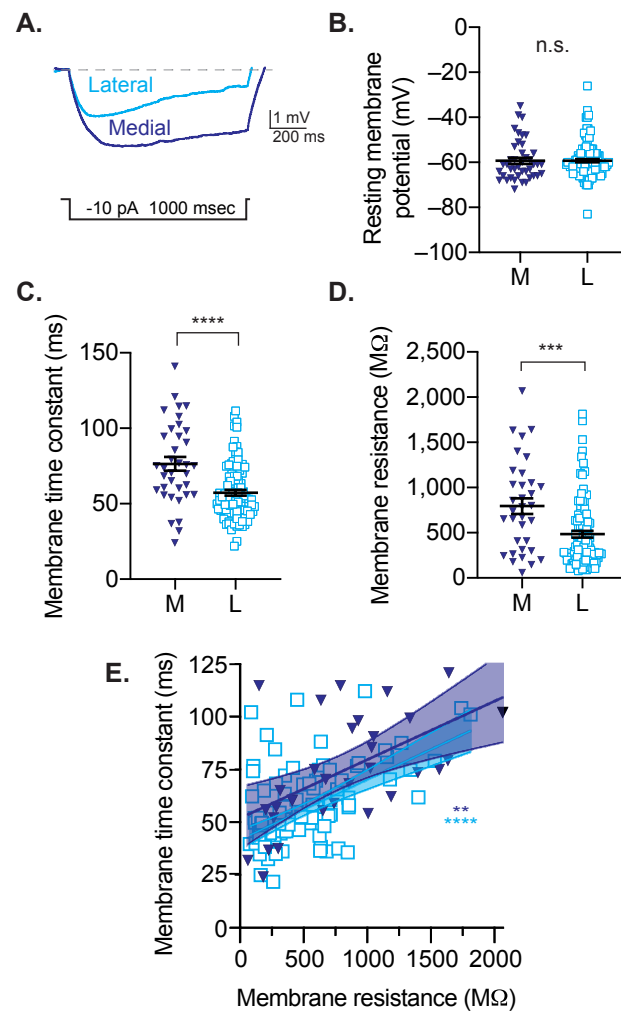 A.
Lateral
Medial
1 mV
200 ms
-10 pA 1000 msec
B.
Resting membrane
potential (mV)
0
–20
–40
–60
–80
–100
n.s.
M L
C.
Membrane time constant (ms)
150
100
50
0
****
M L
D.
Membrane resistance (MΩ)
2,500
2,000
1,500
1,000
500
0
***
M L
E.
Membrane time constant (ms)
125
100
75
50
25
0
**
****
0 500 1000 1500 2000
Membrane resistance (MΩ)